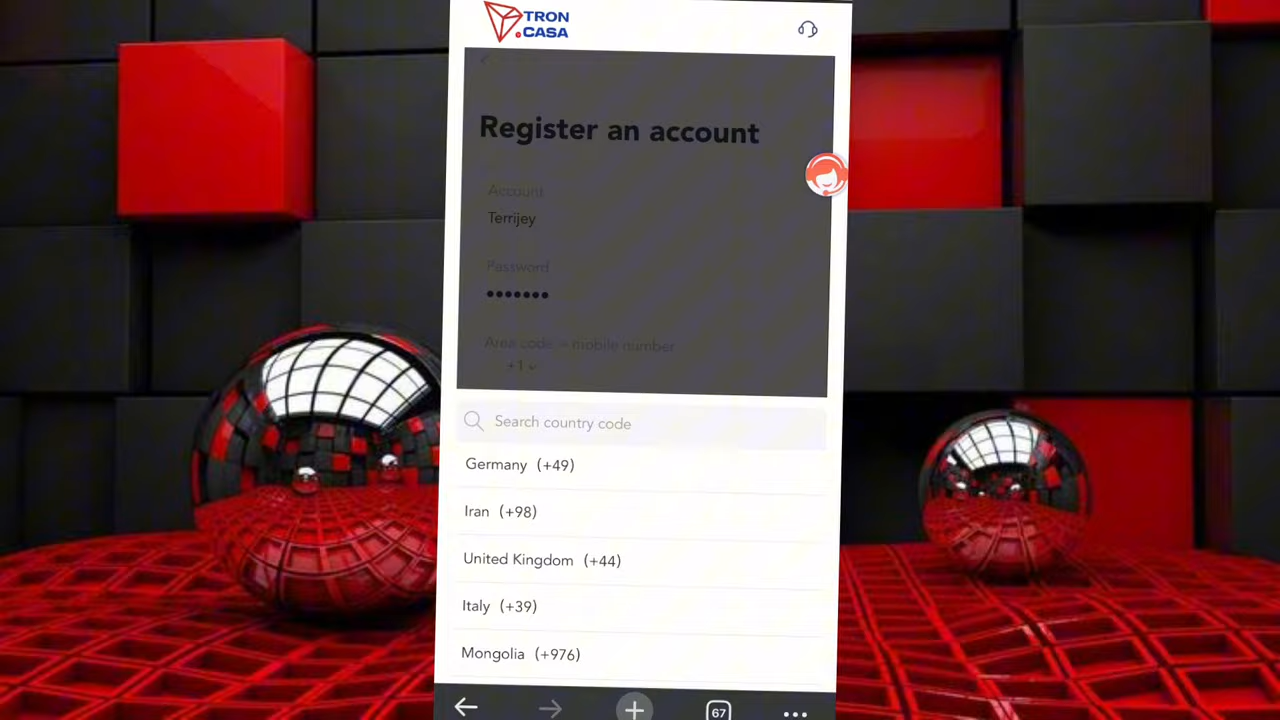 TRON
.CASA
Register an account
Account
Terrijey
Password
•••••••
Area code + mobile number
+1
Search country code
Germany (+49)
Iran (+98)
United Kingdom (+44)
Italy (+39)
Mongolia (+976)
67